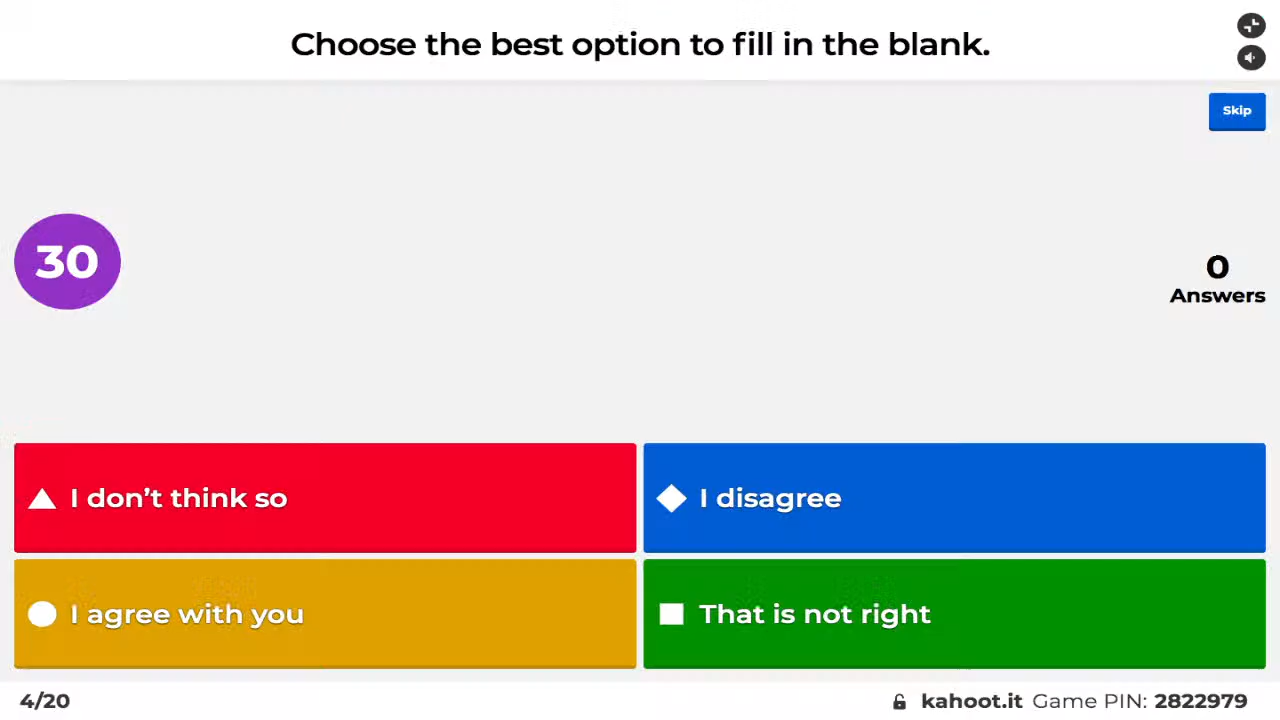 Choose the best option to fill in the blank.
Skip
30
0
Answers
I don’t think so
I disagree
I agree with you
That is not right
4/20
kahoot.it Game PIN: 2822979